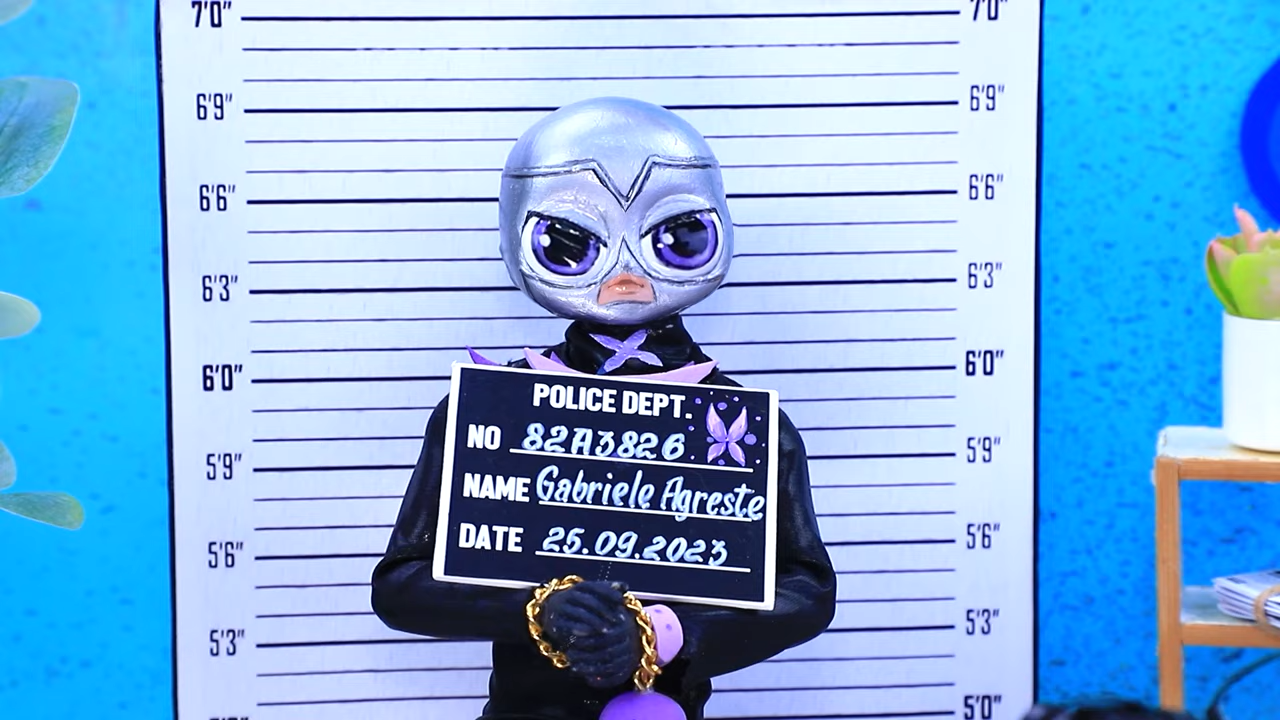 7'0" 7'0"
6'9" 6'9"
6'6" 6'6"
6'3" 6'3"
6'0" 6'0"
5'9" 5'9"
5'6" 5'6"
5'3" 5'3"
5'0"
POLICE DEPT.
NO 82A3826
NAME Gabriele Agreste
DATE 25.09.2023